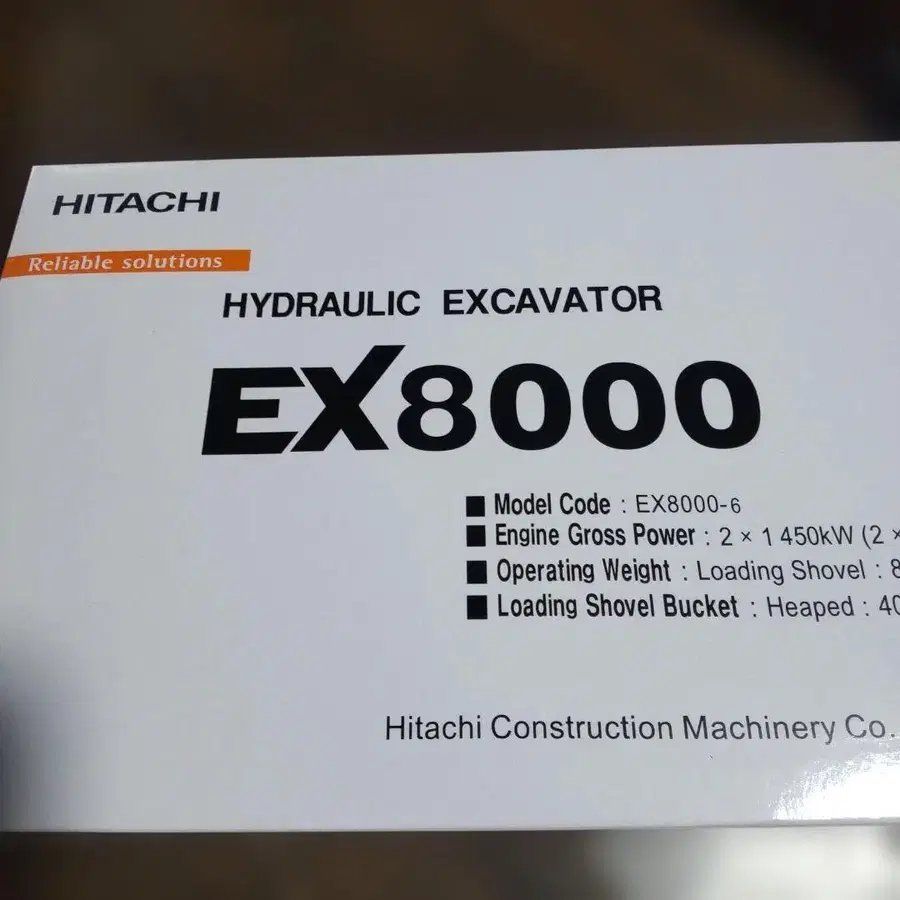 HITACHI
Reliable solutions
HYDRAULIC EXCAVATOR
EX8000
■ Model Code : EX8000-6
■ Engine Gross Power : 2 × 1 450kW (2 ×
■ Operating Weight : Loading Shovel : 8
■ Loading Shovel Bucket : Heaped : 40
Hitachi Construction Machinery Co.